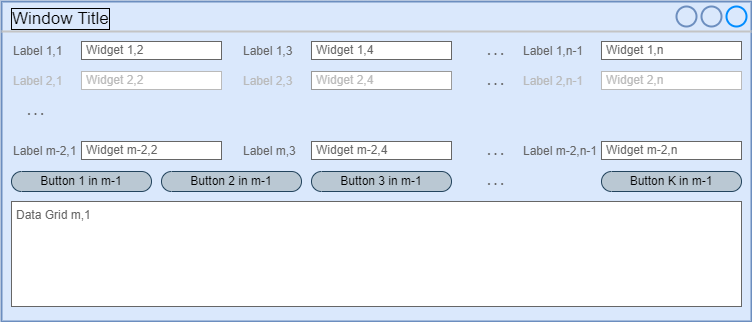 Window Title
Label 1,1 Widget 1,2 Label 1,3 Widget 1,4 ... Label 1,n-1 Widget 1,n
Label 2,1 Widget 2,2 Label 2,3 Widget 2,4 ... Label 2,n-1 Widget 2,n
...
Label m-2,1 Widget m-2,2 Label m,3 Widget m-2,4 ... Label m-2,n-1 Widget m-2,n
Button 1 in m-1 Button 2 in m-1 Button 3 in m-1 ... Button K in m-1
Data Grid m,1